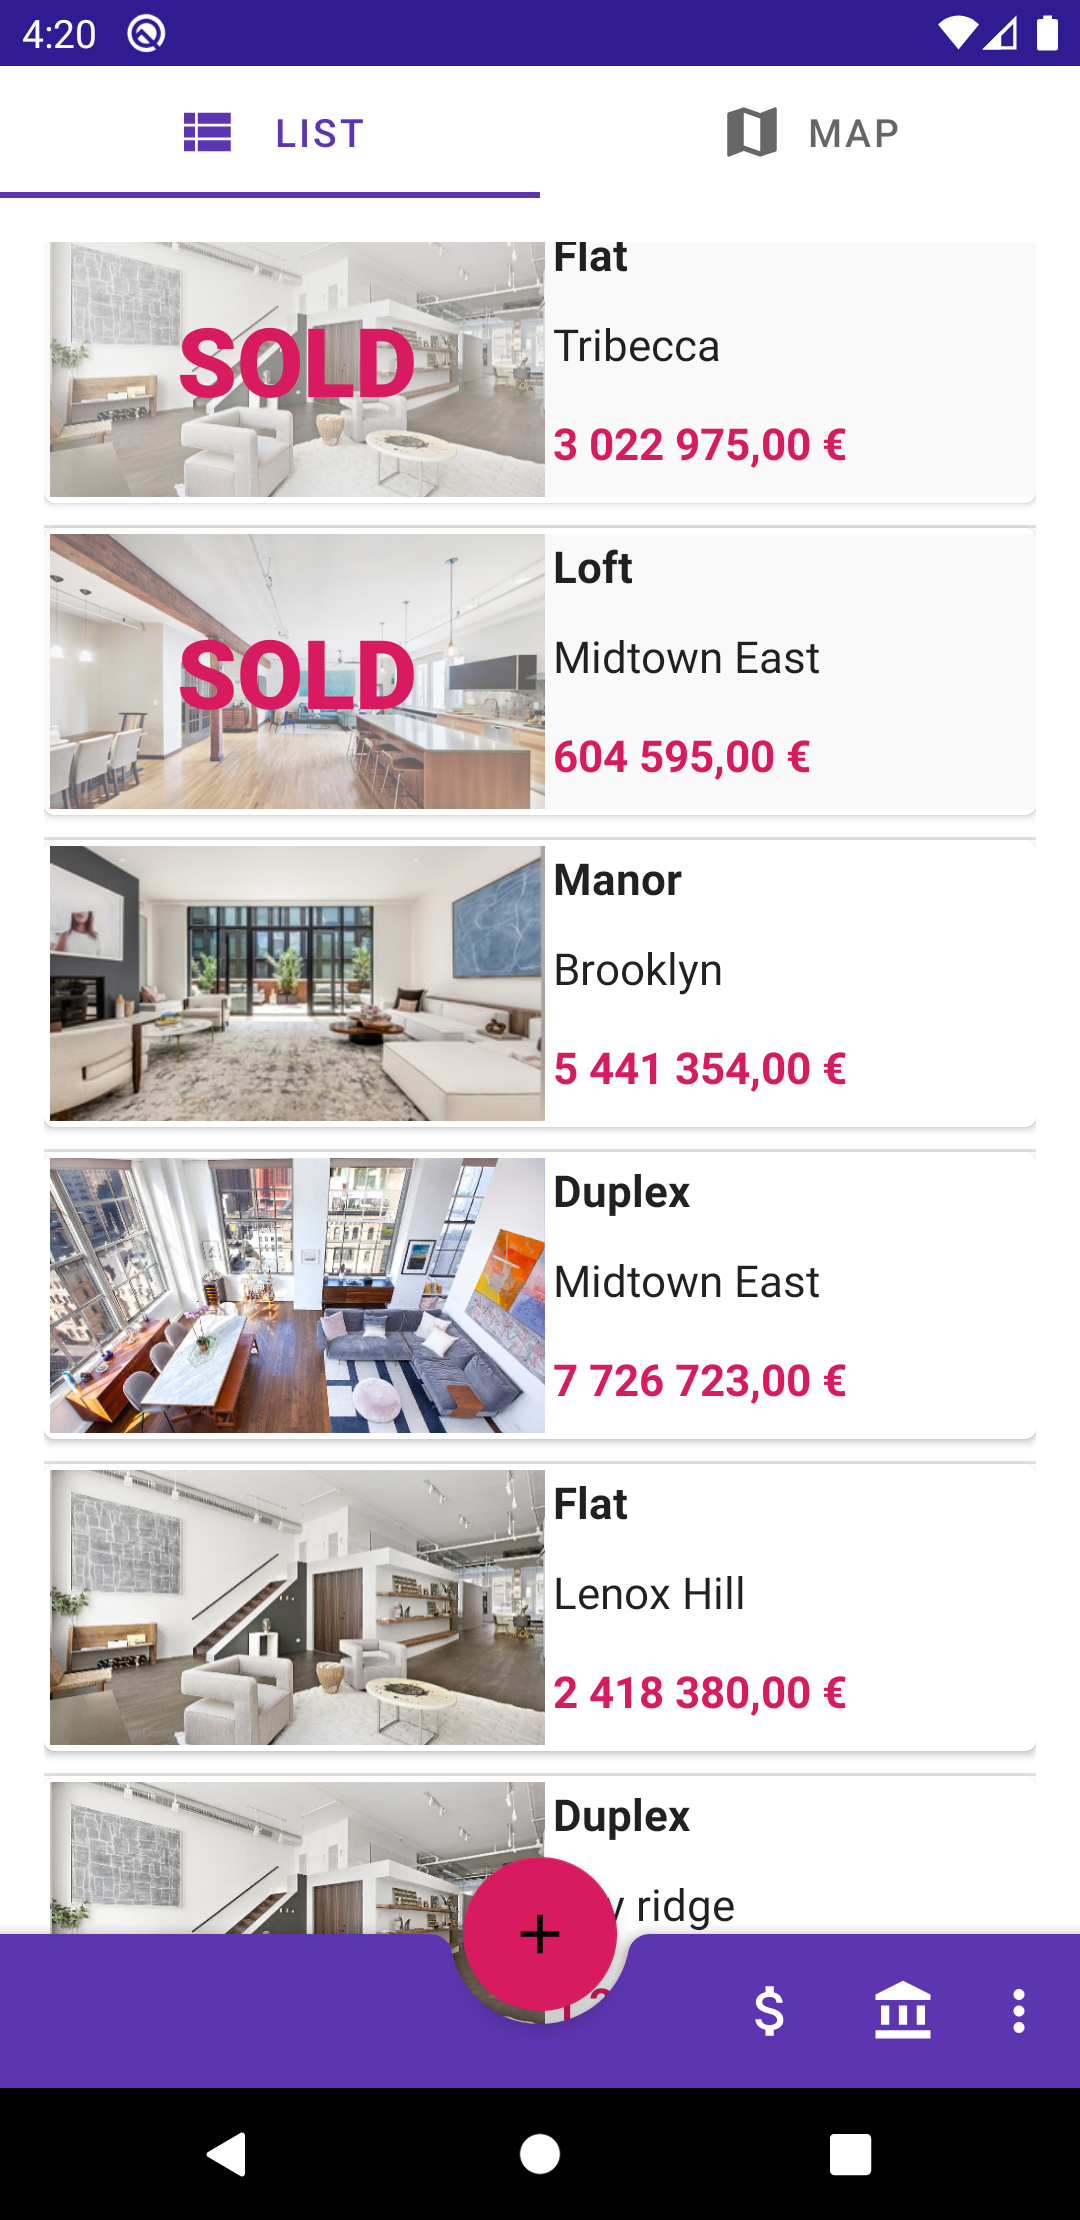 4:20
LIST
MAP
Flat
SOLD
Tribecca
3 022 975,00 €
Loft
SOLD
Midtown East
604 595,00 €
Manor
Brooklyn
5 441 354,00 €
Duplex
Midtown East
7 726 723,00 €
Flat
Lenox Hill
2 418 380,00 €
Duplex
ridge
+
$